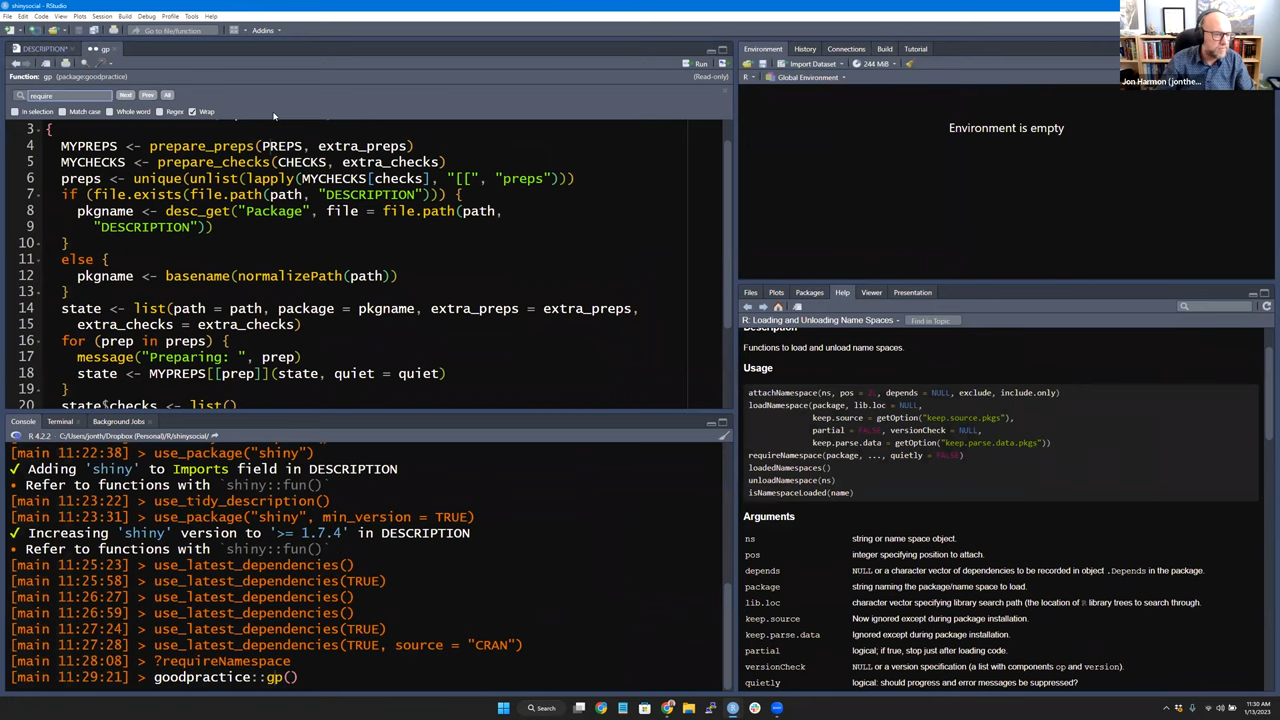 shinysocial - RStudio
File Edit Code View Plots Session Build Debug Profile Tools Help
Go to file/function Addins
DESCRIPTION* gp
Function: gp (package:goodpractice) (Read-only)
Run
require Next Prev All
In selection Match case Whole word Regex Wrap
3 {
4 MYPREPS <- prepare_preps(PREPS, extra_preps)
5 MYCHECKS <- prepare_checks(CHECKS, extra_checks)
6 preps <- unique(unlist(lapply(MYCHECKS[checks], "[[", "preps")))
7 if (file.exists(file.path(path, "DESCRIPTION"))) {
8 pkgname <- desc_get("Package", file = file.path(path,
9 "DESCRIPTION"))
10 }
11 else {
12 pkgname <- basename(normalizePath(path))
13 }
14 state <- list(path = path, package = pkgname, extra_preps = extra_preps,
15 extra_checks = extra_checks)
16 for (prep in preps) {
17 message("Preparing: ", prep)
18 state <- MYPREPS[[prep]](state, quiet = quiet)
19 }
20 state$checks <- list()
Console Terminal Background Jobs
R 4.2.2 · C:/Users/jonth/Dropbox (Personal)/R/shinysocial/
[main 11:22:38] > use_package("shiny")
✔ Adding 'shiny' to Imports field in DESCRIPTION
• Refer to functions with `shiny::fun()`
[main 11:23:22] > use_tidy_description()
[main 11:23:31] > use_package("shiny", min_version = TRUE)
✔ Increasing 'shiny' version to '>= 1.7.4' in DESCRIPTION
• Refer to functions with `shiny::fun()`
[main 11:25:23] > use_latest_dependencies()
[main 11:25:58] > use_latest_dependencies(TRUE)
[main 11:26:27] > use_latest_dependencies()
[main 11:26:59] > use_latest_dependencies()
[main 11:27:24] > use_latest_dependencies(TRUE)
[main 11:27:28] > use_latest_dependencies(TRUE, source = "CRAN")
[main 11:28:08] > ?requireNamespace
[main 11:29:21] > goodpractice::gp()
Environment History Connections Build Tutorial
Import Dataset 244 MiB
R Global Environment
Environment is empty
Files Plots Packages Help Viewer Presentation
R: Loading and Unloading Name Spaces Find in Topic
Description
Functions to load and unload name spaces.
Usage
attachNamespace(ns, pos = 2L, depends = NULL, exclude, include.only)
loadNamespace(package, lib.loc = NULL,
keep.source = getOption("keep.source.pkgs"),
partial = FALSE, versionCheck = NULL,
keep.parse.data = getOption("keep.parse.data.pkgs"))
requireNamespace(package, ..., quietly = FALSE)
loadedNamespaces()
unloadNamespace(ns)
isNamespaceLoaded(name)
Arguments
ns string or name space object.
pos integer specifying position to attach.
depends NULL or a character vector of dependencies to be recorded in object .Depends in the package.
package string naming the package/name space to load.
lib.loc character vector specifying library search path (the location of R library trees to search through.
keep.source Now ignored except during package installation.
keep.parse.data Ignored except during package installation.
partial logical; if true, stop just after loading code.
versionCheck NULL or a version specification (a list with components op and version).
quietly logical: should progress and error messages be suppressed?
Jon Harmon (jonthe...
Search
11:30 AM
1/13/2023